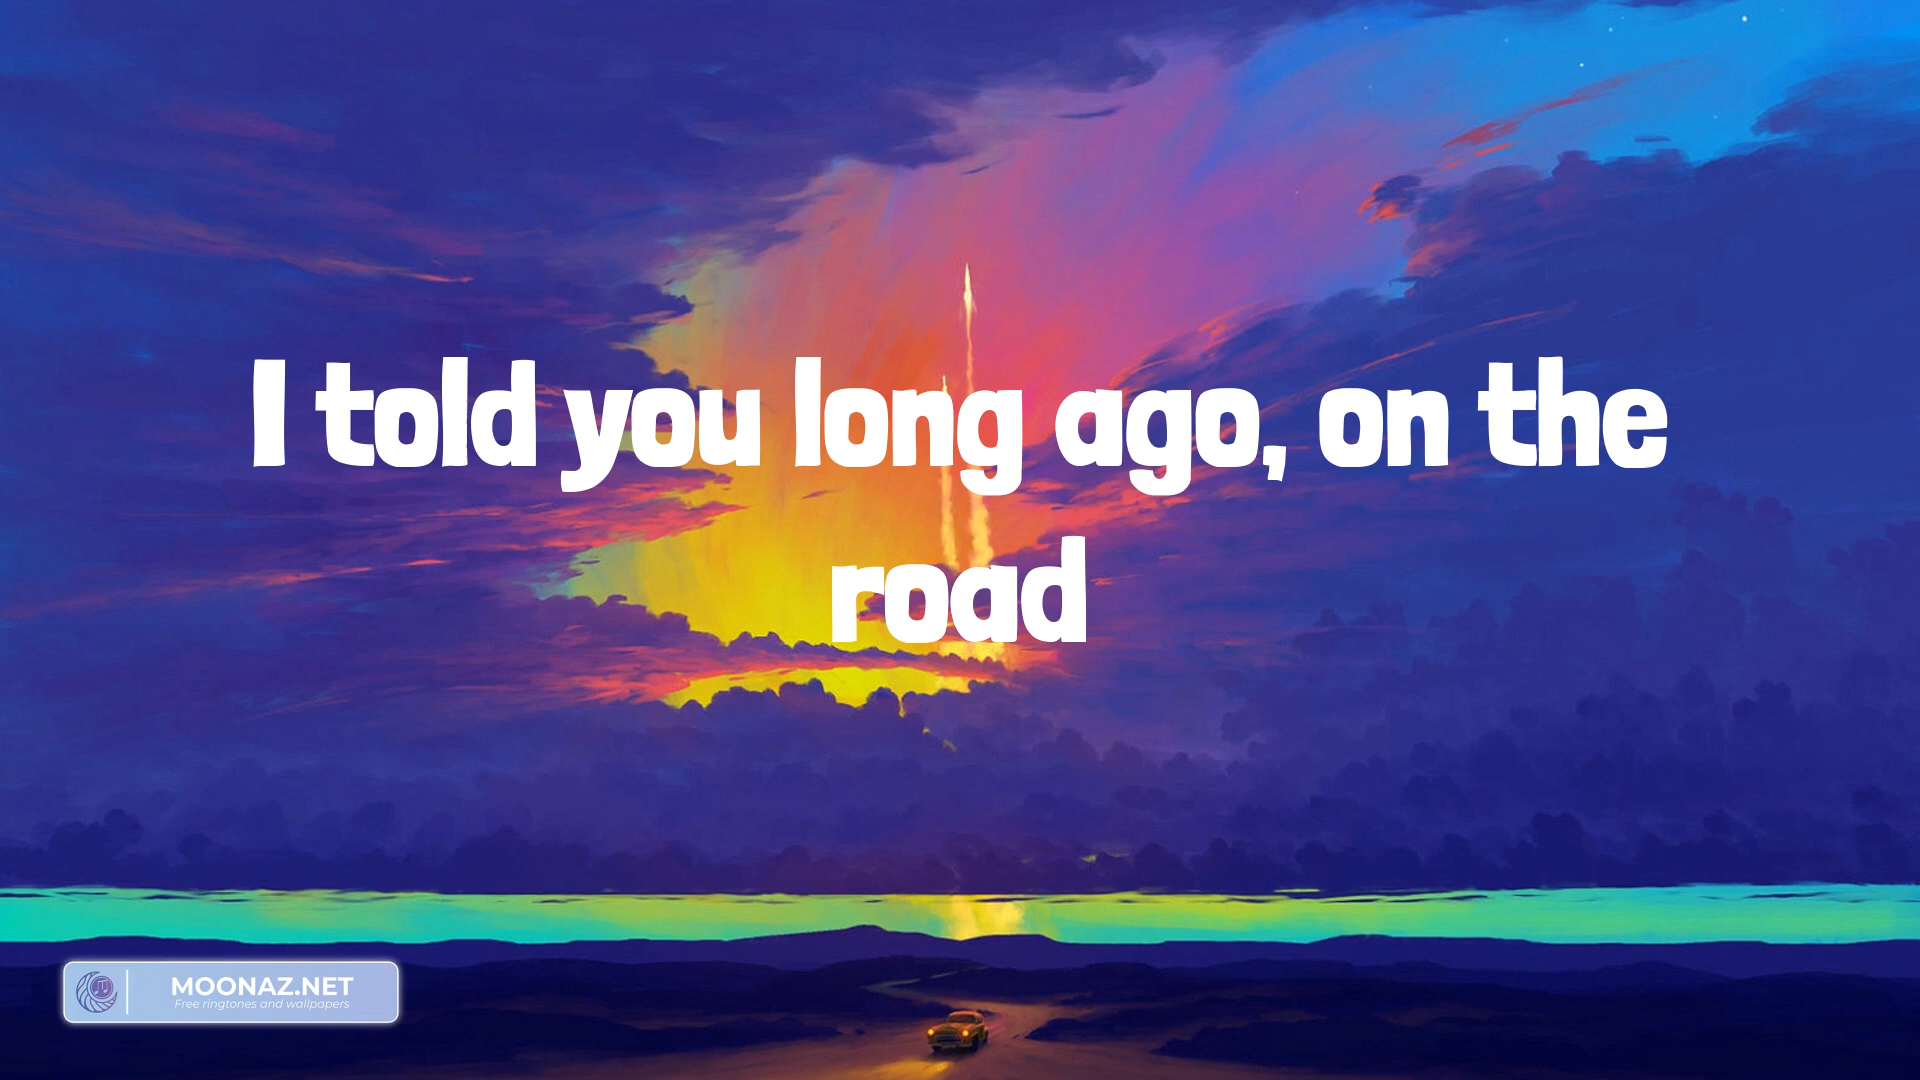 I told you long ago, on the
road
MOONAZ.NET
Free ringtones and wallpapers